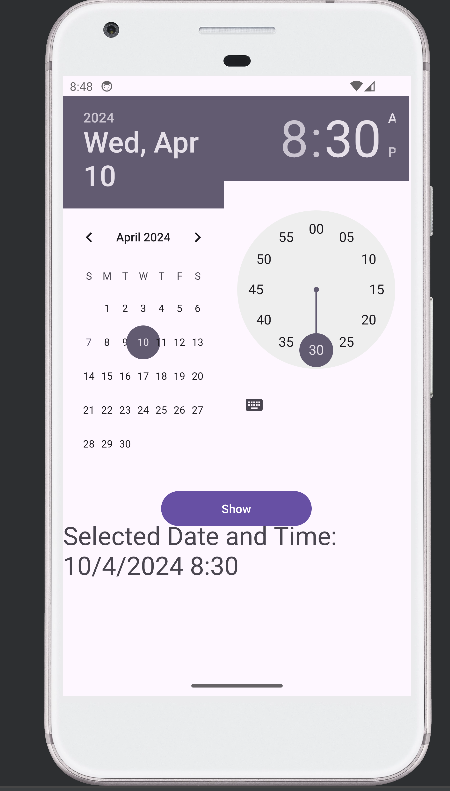 8:48
2024
Wed, Apr
10
8:30
A
P
April 2024
S M T W T F S
1 2 3 4 5 6
7 8 9 10 11 12 13
14 15 16 17 18 19 20
21 22 23 24 25 26 27
28 29 30
00
55 05
50 10
45 15
40 20
35 25
30
Show
Selected Date and Time:
10/4/2024 8:30